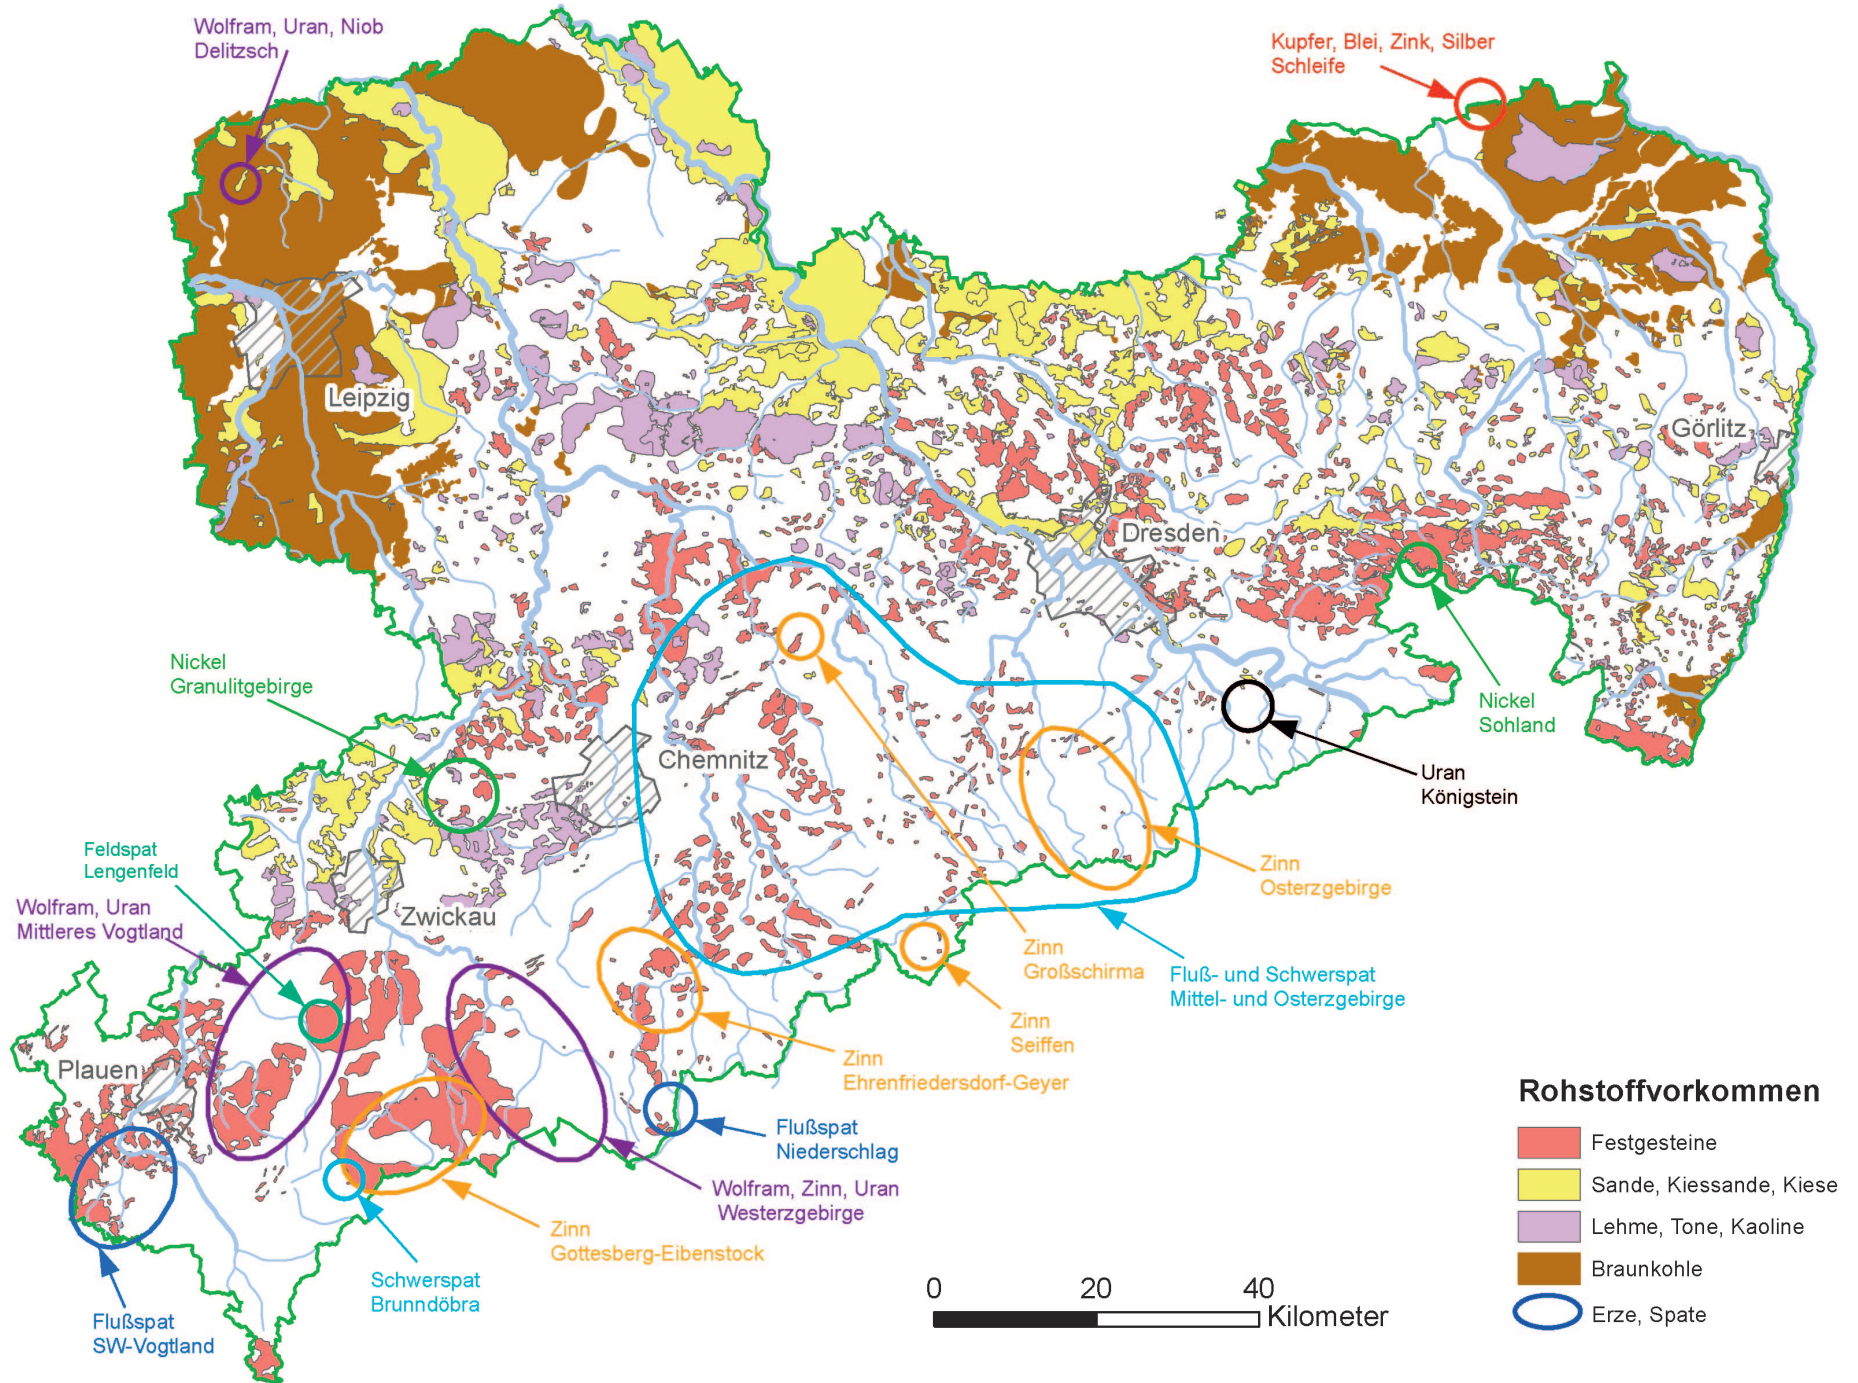 Wolfram, Uran, Niob
Delitzsch
Kupfer, Blei, Zink, Silber
Schleife
Leipzig
Görlitz
Dresden
Nickel
Granulitgebirge
Nickel
Sohland
Chemnitz
Uran
Königstein
Feldspat
Lengenfeld
Zinn
Osterzgebirge
Wolfram, Uran
Mittleres Vogtland
Zwickau
Zinn
Großschirma
Fluß- und Schwerspat
Mittel- und Osterzgebirge
Zinn
Seiffen
Plauen
Zinn
Ehrenfriedersdorf-Geyer
Flußspat
Niederschlag
Wolfram, Zinn, Uran
Westerzgebirge
Zinn
Gottesberg-Eibenstock
Schwerspat
Brunndöbra
Flußspat
SW-Vogtland
0 20 40
Kilometer
Rohstoffvorkommen
Festgesteine
Sande, Kiessande, Kiese
Lehme, Tone, Kaoline
Braunkohle
Erze, Spate